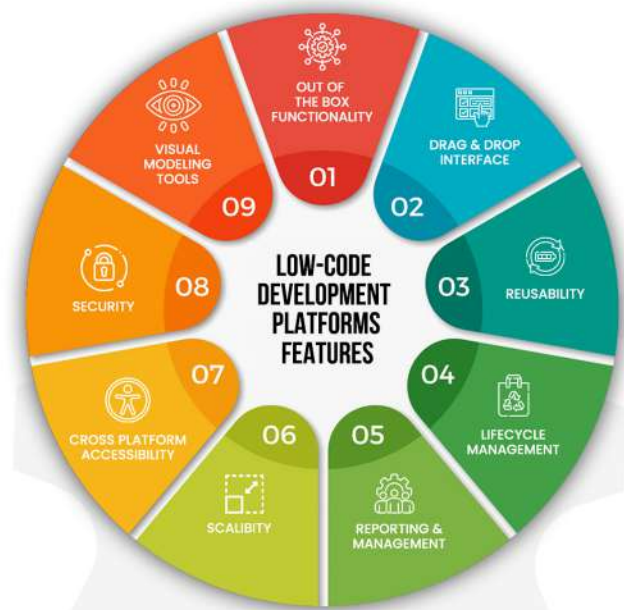 OUT OF
THE BOX
FUNCTIONALITY
01
DRAG & DROP
INTERFACE
02
03
REUSABILITY
04
LIFECYCLE
MANAGEMENT
05
REPORTING &
MANAGEMENT
06
SCALIBITY
07
CROSS PLATFORM
ACCESSIBILITY
08
SECURITY
VISUAL
MODELING
TOOLS
09
LOW-CODE
DEVELOPMENT
PLATFORMS
FEATURES